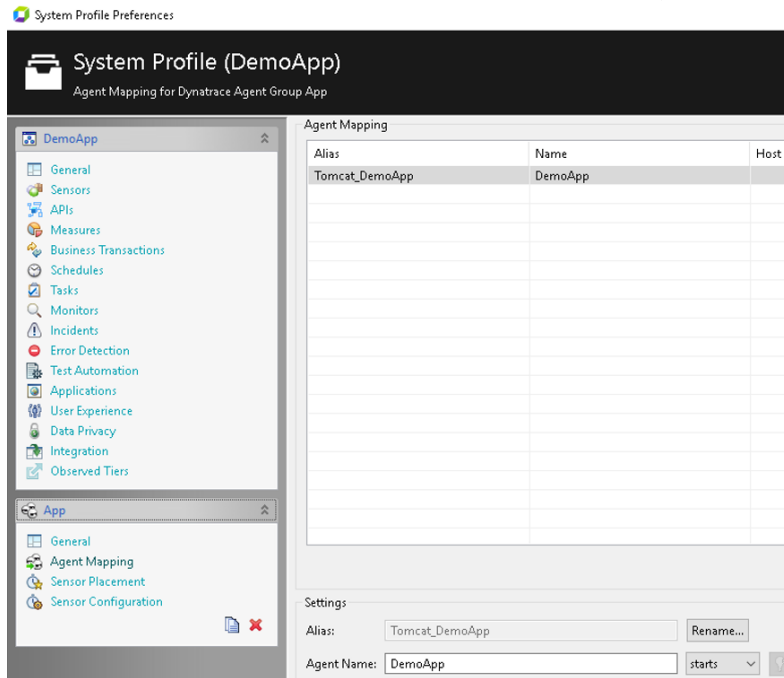 System Profile Preferences
System Profile (DemoApp)
Agent Mapping for Dynatrace Agent Group App
DemoApp
General
Sensors
APIs
Measures
Business Transactions
Schedules
Tasks
Monitors
Incidents
Error Detection
Test Automation
Applications
User Experience
Data Privacy
Integration
Observed Tiers
App
General
Agent Mapping
Sensor Placement
Sensor Configuration
Agent Mapping
Alias Name Host
Tomcat_DemoApp DemoApp
Settings
Alias: Tomcat_DemoApp Rename...
Agent Name: DemoApp starts